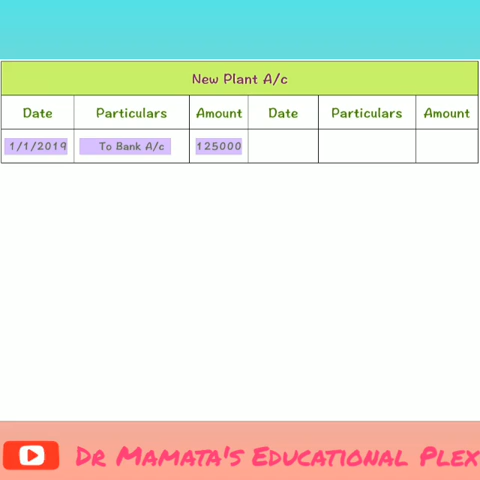 New Plant A/c
Date Particulars Amount Date Particulars Amount
1/1/2019 To Bank A/c 125000
Dr Mamata's Educational Plex